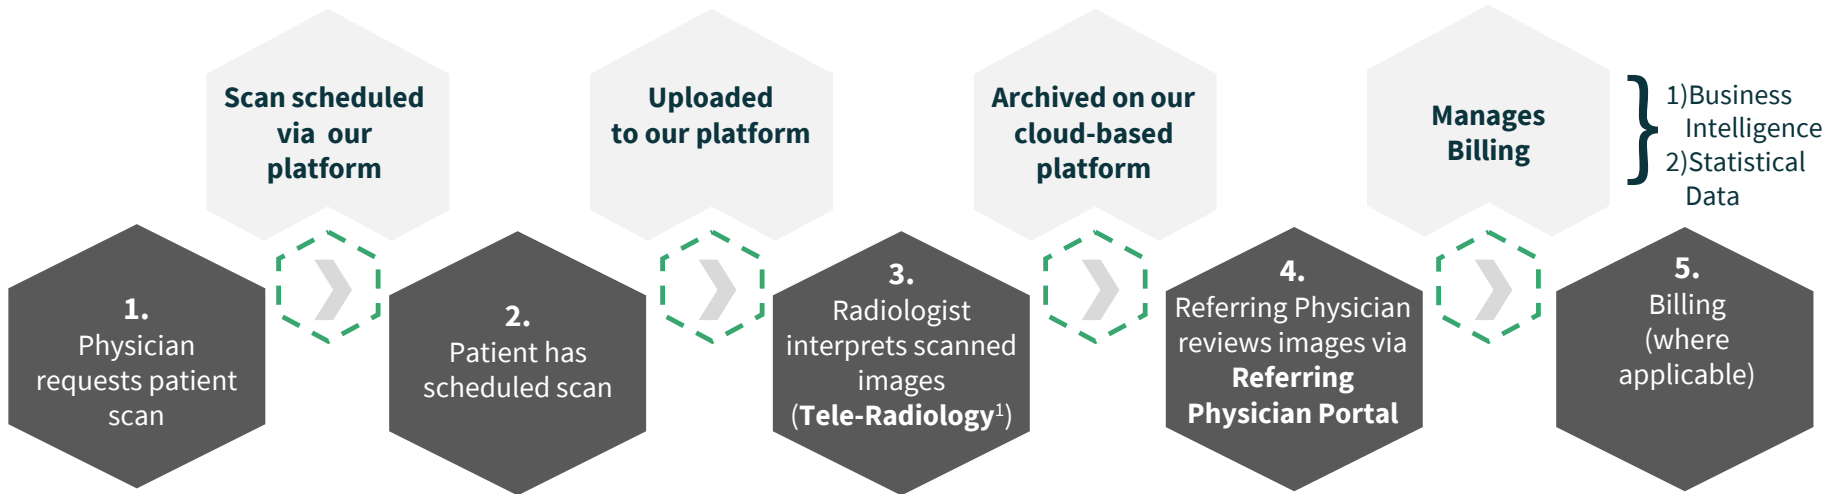 Scan scheduled
via our
platform
Uploaded
to our platform
Archived on our
cloud-based
platform
Manages
Billing
}
1)Business
Intelligence
2)Statistical
Data
1.
Physician
requests patient
scan
2.
Patient has
scheduled scan
3.
Radiologist
interprets scanned
images
(Tele-Radiology¹)
4.
Referring Physician
reviews images via
Referring
Physician Portal
5.
Billing
(where
applicable)